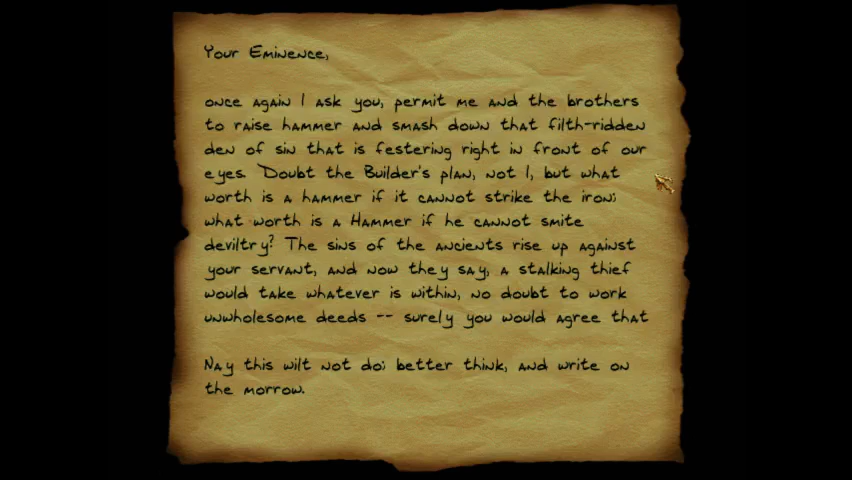 Your Eminence,
once again I ask you, permit me and the brothers
to raise hammer and smash down that filth-ridden
den of sin that is festering right in front of our
eyes. Doubt the Builder's plan, not I, but what
worth is a hammer if it cannot strike the iron;
what worth is a Hammer if he cannot smite
deviltry? The sins of the ancients rise up against
your servant, and now they say, a stalking thief
would take whatever is within, no doubt to work
unwholesome deeds -- surely you would agree that
Nay this wilt not do; better think, and write on
the morrow.